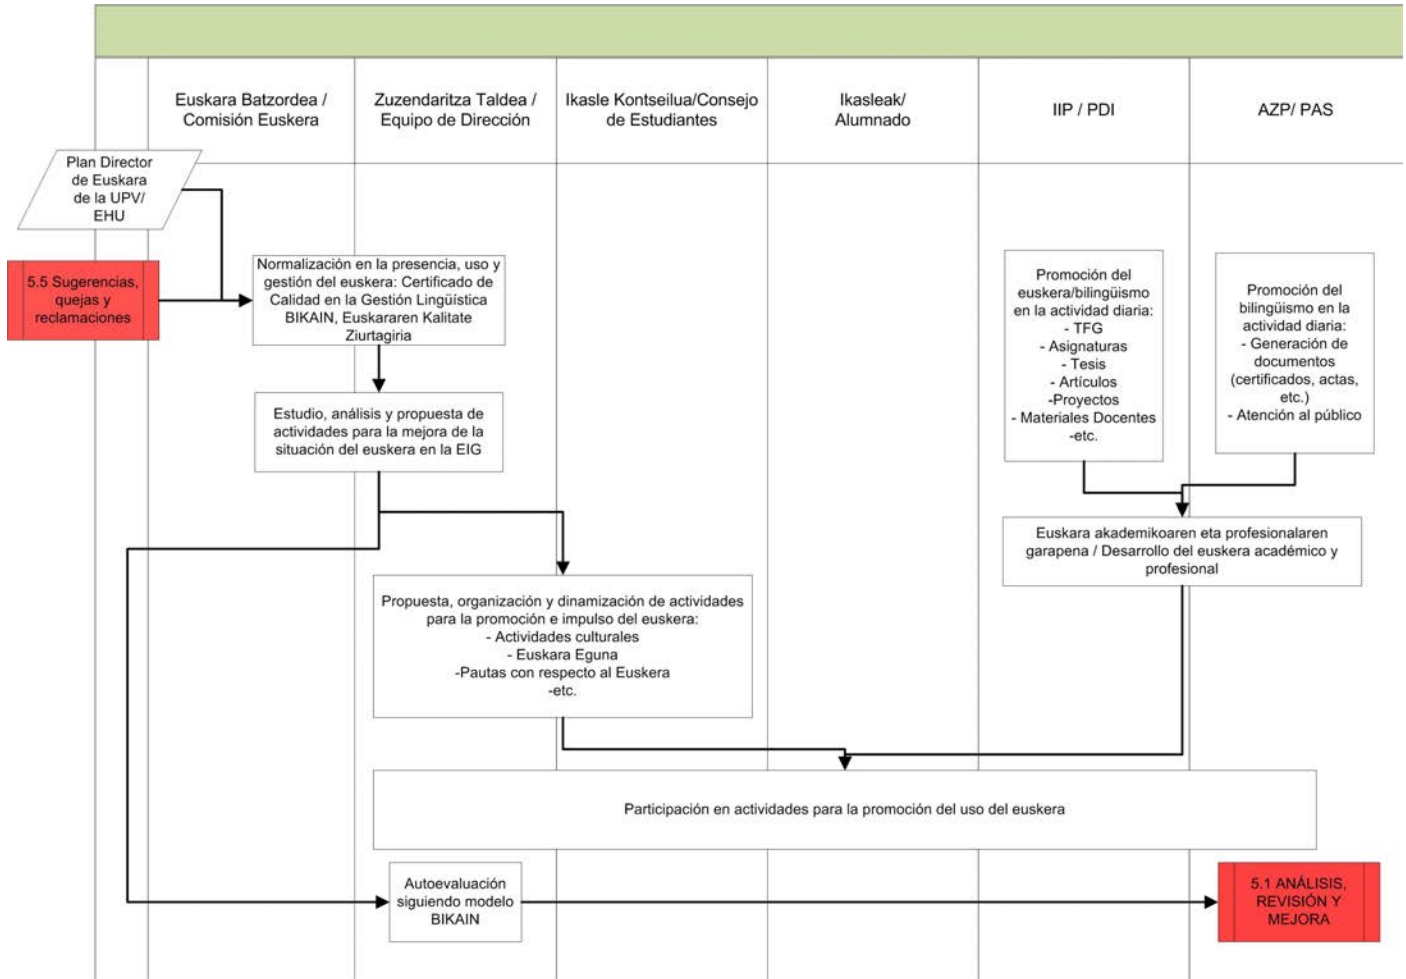 Euskara Batzordea /
Comisión Euskera
Zuzendaritza Taldea /
Equipo de Dirección
Ikasle Kontseilua/Consejo
de Estudiantes
Ikasleak/
Alumnado
IIP / PDI
AZP/ PAS
Plan Director
de Euskara
de la UPV/
EHU
5.5 Sugerencias,
quejas y
reclamaciones
Normalización en la presencia, uso y
gestión del euskera: Certificado de
Calidad en la Gestión Lingüística
BIKAIN, Euskararen Kalitate
Ziurtagiria
Promoción del
euskera/bilingüismo
en la actividad diaria:
- TFG
- Asignaturas
- Tesis
- Artículos
-Proyectos
- Materiales Docentes
-etc.
Promoción del
bilingüismo en la
actividad diaria:
- Generación de
documentos
(certificados, actas,
etc.)
- Atención al público
Estudio, análisis y propuesta de
actividades para la mejora de la
situación del euskera en la EIG
Euskara akademikoaren eta profesionalaren
garapena / Desarrollo del euskera académico y
profesional
Propuesta, organización y dinamización de actividades
para la promoción e impulso del euskera:
- Actividades culturales
- Euskara Eguna
-Pautas con respecto al Euskera
-etc.
Participación en actividades para la promoción del uso del euskera
Autoevaluación
siguiendo modelo
BIKAIN
5.1 ANÁLISIS,
REVISIÓN Y
MEJORA